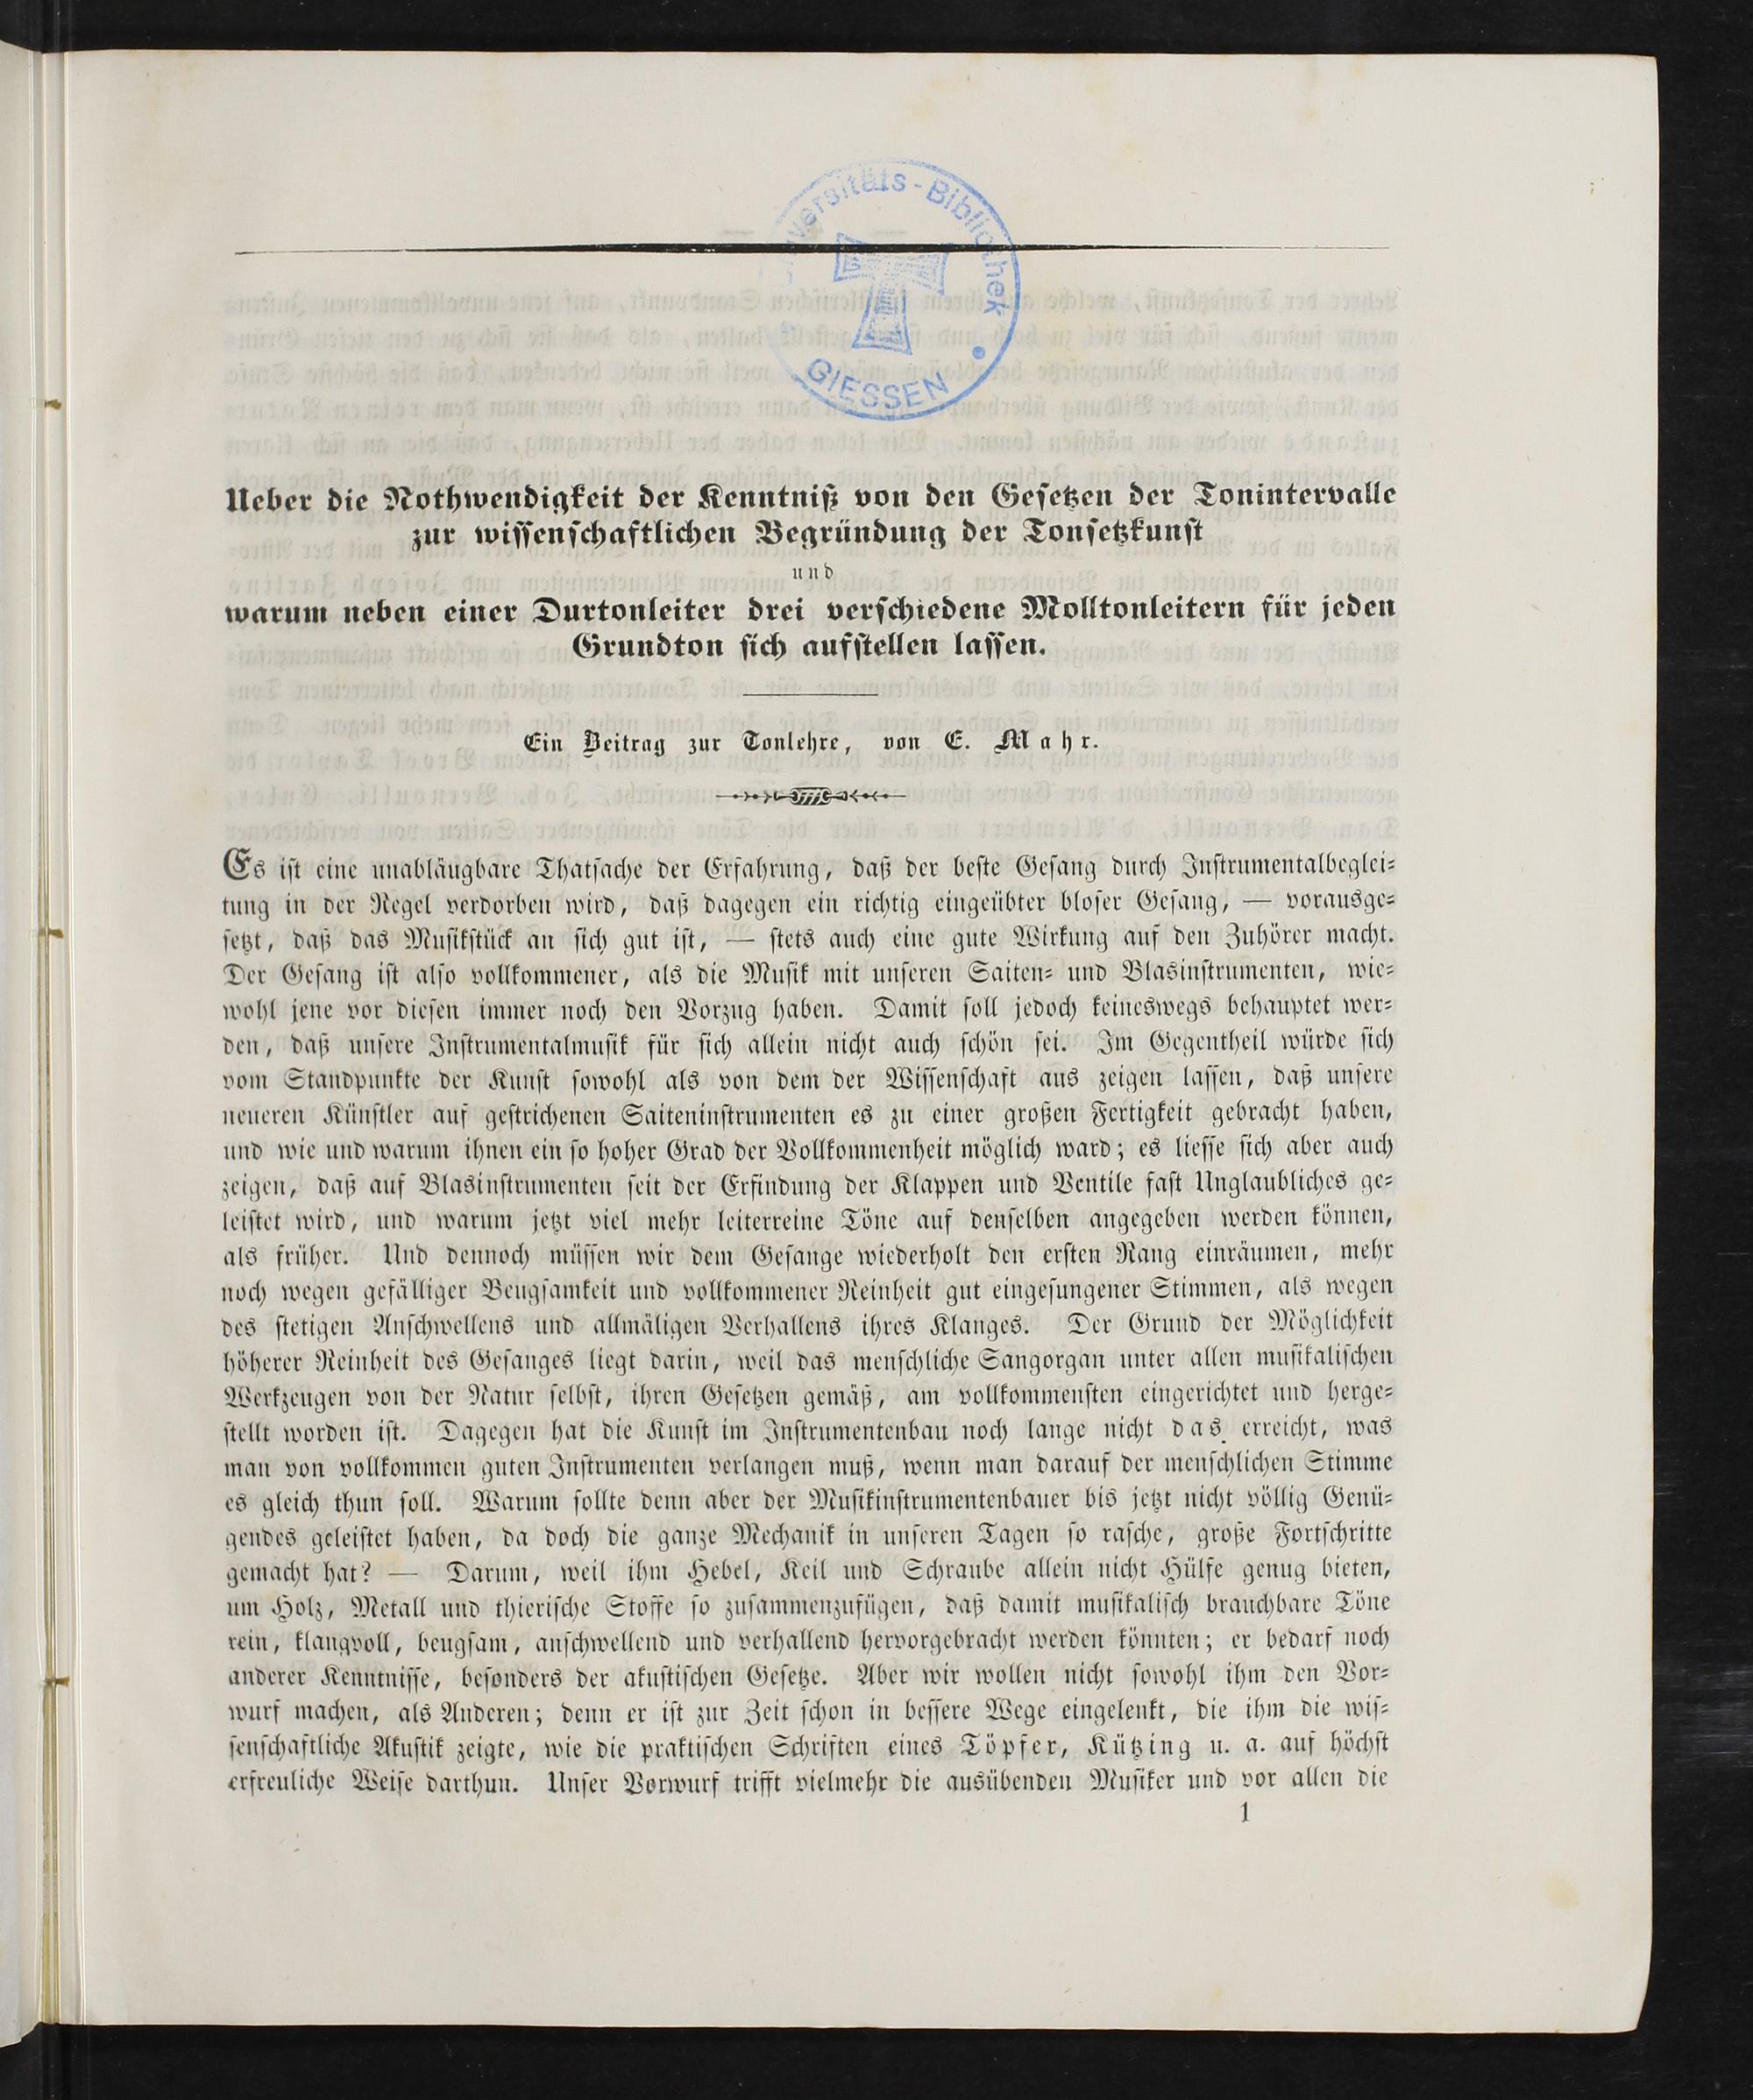 Universitäts-Bibliothek
GIESSEN
Ueber die Nothwendigkeit der Kenntniß von den Gesetzen der Tonintervalle
zur wissenschaftlichen Begründung der Tonsetzkunst
und
warum neben einer Durtonleiter drei verschiedene Molltonleitern für jeden
Grundton sich aufstellen lassen.
Ein Beitrag zur Tonlehre, von E. Mahr.
Es ist eine unabläugbare Thatsache der Erfahrung, daß der beste Gesang durch Instrumentalbeglei-
tung in der Regel verdorben wird, daß dagegen ein richtig eingeübter bloser Gesang, — vorausge-
setzt, daß das Musikstück an sich gut ist, — stets auch eine gute Wirkung auf den Zuhörer macht.
Der Gesang ist also vollkommener, als die Musik mit unseren Saiten- und Blasinstrumenten, wie-
wohl jene vor diesen immer noch den Vorzug haben. Damit soll jedoch keineswegs behauptet wer-
den, daß unsere Instrumentalmusik für sich allein nicht auch schön sei. Im Gegentheil würde sich
vom Standpunkte der Kunst sowohl als von dem der Wissenschaft aus zeigen lassen, daß unsere
neueren Künstler auf gestrichenen Saiteninstrumenten es zu einer großen Fertigkeit gebracht haben,
und wie und warum ihnen ein so hoher Grad der Vollkommenheit möglich ward; es liesse sich aber auch
zeigen, daß auf Blasinstrumenten seit der Erfindung der Klappen und Ventile fast Unglaubliches ge-
leistet wird, und warum jetzt viel mehr leiterreine Töne auf denselben angegeben werden können,
als früher. Und dennoch müssen wir dem Gesange wiederholt den ersten Rang einräumen, mehr
noch wegen gefälliger Beugsamkeit und vollkommener Reinheit gut eingesungener Stimmen, als wegen
des stetigen Anschwellens und allmäligen Verhallens ihres Klanges. Der Grund der Möglichkeit
höherer Reinheit des Gesanges liegt darin, weil das menschliche Sangorgan unter allen musikalischen
Werkzeugen von der Natur selbst, ihren Gesetzen gemäß, am vollkommensten eingerichtet und herge-
stellt worden ist. Dagegen hat die Kunst im Instrumentenbau noch lange nicht das erreicht, was
man von vollkommen guten Instrumenten verlangen muß, wenn man darauf der menschlichen Stimme
es gleich thun soll. Warum sollte denn aber der Musikinstrumentenbauer bis jetzt nicht völlig Genü-
gendes geleistet haben, da doch die ganze Mechanik in unseren Tagen so rasche, große Fortschritte
gemacht hat? — Darum, weil ihm Hebel, Keil und Schraube allein nicht Hülfe genug bieten,
um Holz, Metall und thierische Stoffe so zusammenzufügen, daß damit musikalisch brauchbare Töne
rein, klangvoll, beugsam, anschwellend und verhallend hervorgebracht werden könnten; er bedarf noch
anderer Kenntnisse, besonders der akustischen Gesetze. Aber wir wollen nicht sowohl ihm den Vor-
wurf machen, als Anderen; denn er ist zur Zeit schon in bessere Wege eingelenkt, die ihm die wis-
senschaftliche Akustik zeigte, wie die praktischen Schriften eines Töpfer, Kützing u. a. auf höchst
erfreuliche Weise darthun. Unser Vorwurf trifft vielmehr die ausübenden Musiker und vor allen die
1